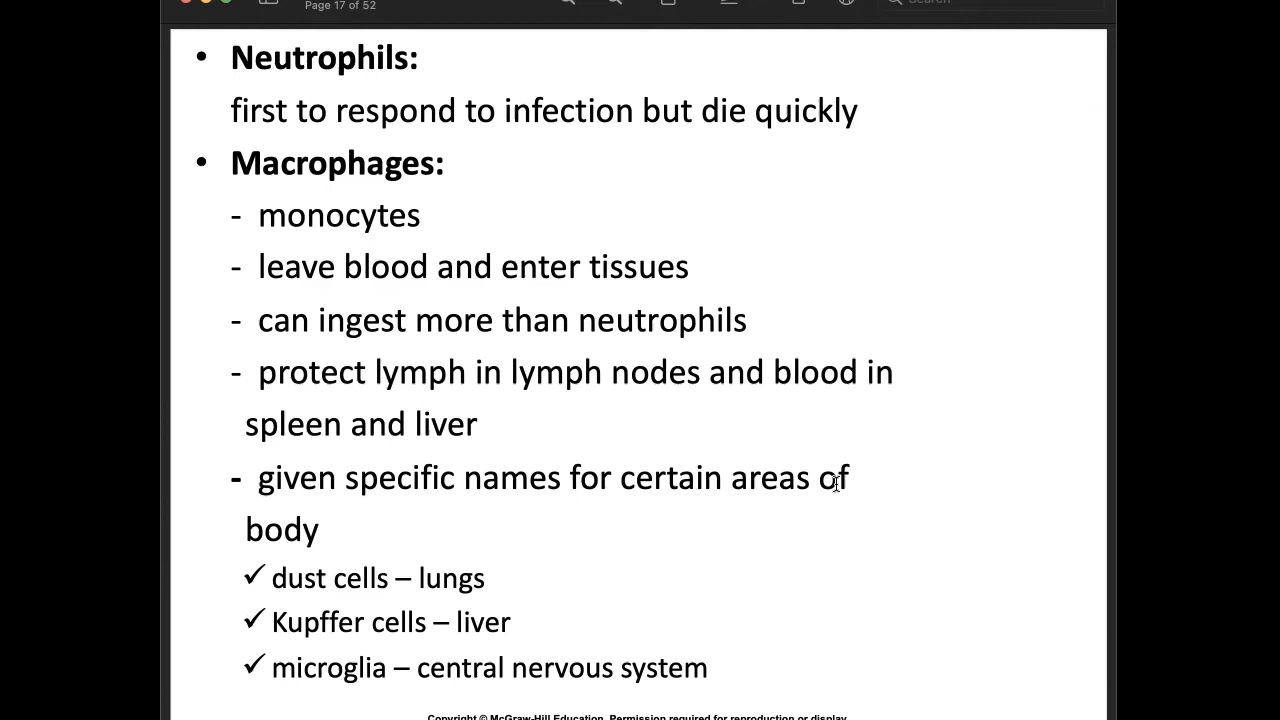 Page 17 of 52
Search
• Neutrophils:
first to respond to infection but die quickly
• Macrophages:
- monocytes
- leave blood and enter tissues
- can ingest more than neutrophils
- protect lymph in lymph nodes and blood in
spleen and liver
- given specific names for certain areas of
body
✓ dust cells – lungs
✓ Kupffer cells – liver
✓ microglia – central nervous system
Copyright © McGraw-Hill Education. Permission required for reproduction or display.